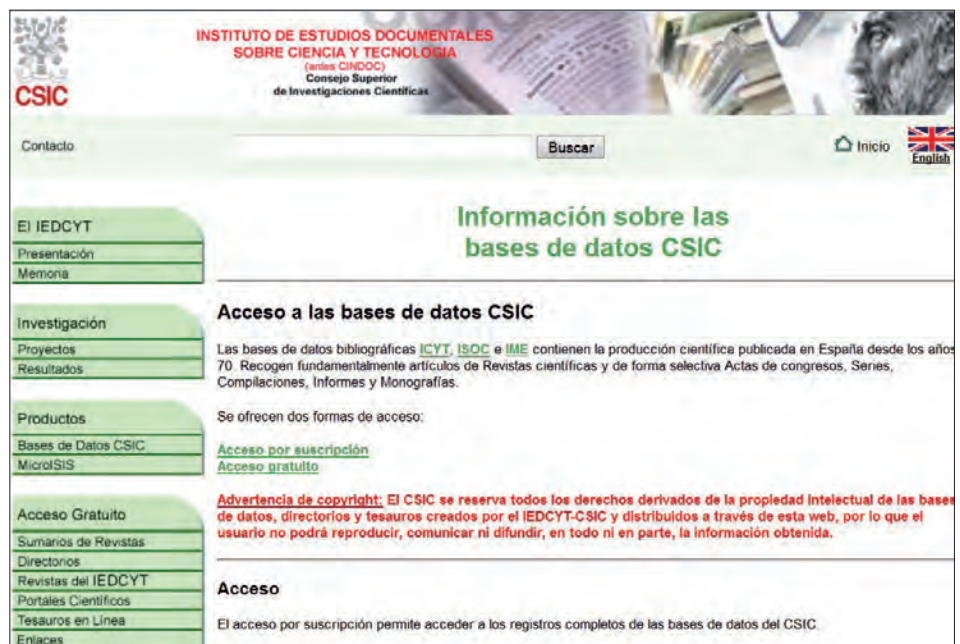 CSIC
INSTITUTO DE ESTUDIOS DOCUMENTALES
SOBRE CIENCIA Y TECNOLOGIA
(antes CINDOC)
Consejo Superior
de Investigaciones Científicas
Contacto
Buscar
Inicio
English
El IEDCYT
Presentación
Memoria
Investigación
Proyectos
Resultados
Productos
Bases de Datos CSIC
MicroISIS
Acceso Gratuito
Sumarios de Revistas
Directorios
Revistas del IEDCYT
Portales Científicos
Tesauros en Línea
Enlaces
Información sobre las
bases de datos CSIC
Acceso a las bases de datos CSIC
Las bases de datos bibliográficas ICYT, ISOC e IME contienen la producción científica publicada en España desde los años
70. Recogen fundamentalmente artículos de Revistas científicas y de forma selectiva Actas de congresos, Series,
Compilaciones, Informes y Monografías.
Se ofrecen dos formas de acceso:
Acceso por suscripción
Acceso gratuito
Advertencia de copyright: El CSIC se reserva todos los derechos derivados de la propiedad intelectual de las bases
de datos, directorios y tesauros creados por el IEDCYT-CSIC y distribuidos a través de esta web, por lo que el
usuario no podrá reproducir, comunicar ni difundir, en todo ni en parte, la información obtenida.
Acceso
El acceso por suscripción permite acceder a los registros completos de las bases de datos del CSIC.